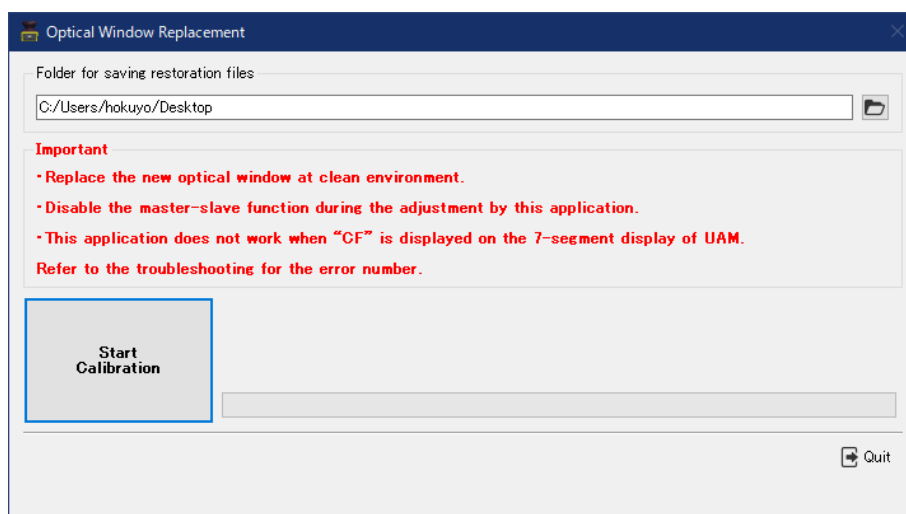 Optical Window Replacement
Folder for saving restoration files
C:/Users/hokuyo/Desktop
Important
・Replace the new optical window at clean environment.
・Disable the master-slave function during the adjustment by this application.
・This application does not work when “CF” is displayed on the 7-segment display of UAM.
Refer to the troubleshooting for the error number.
Start
Calibration
Quit